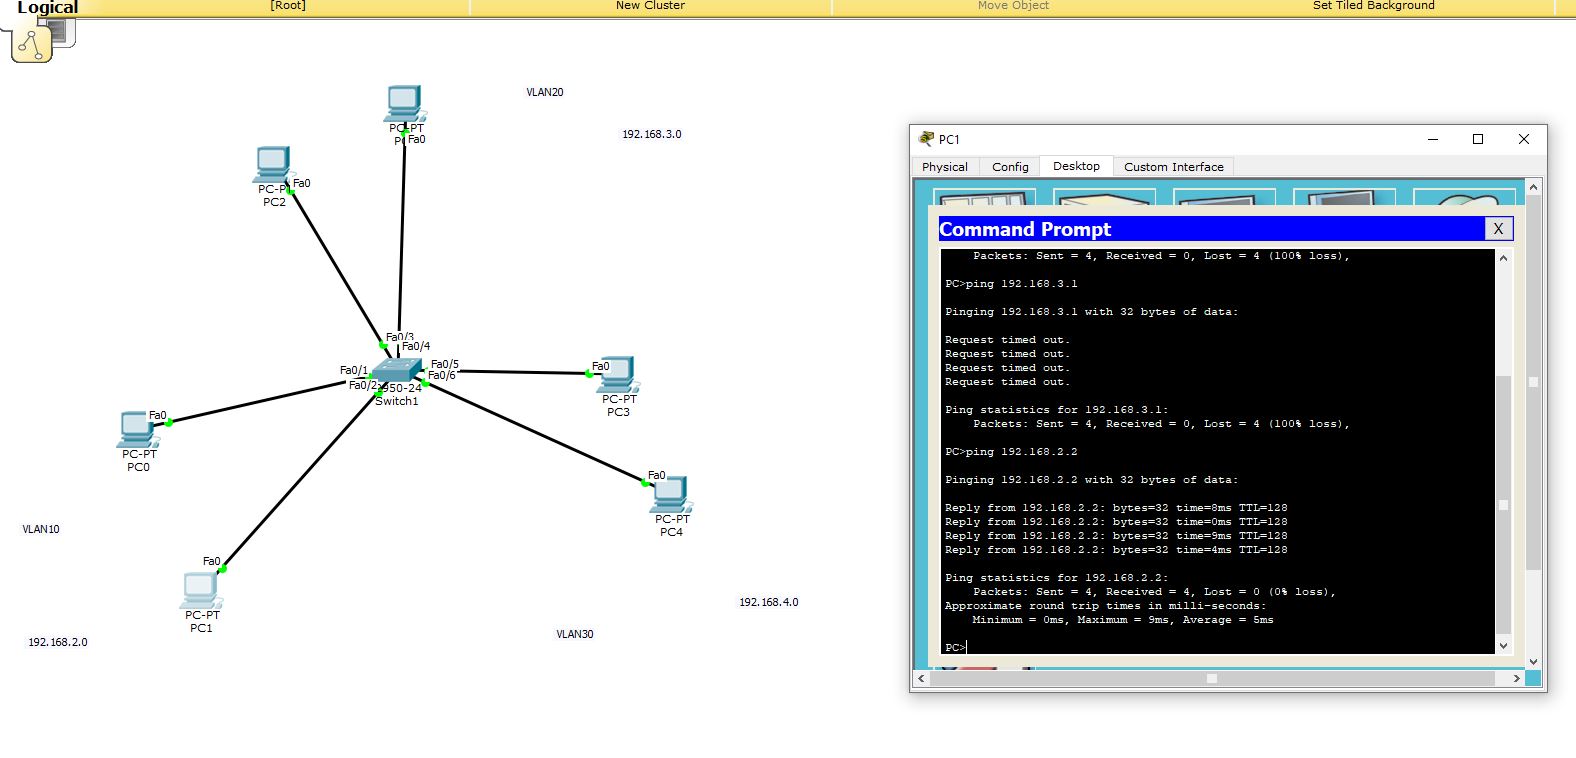 Logical
[Root]
New Cluster
Move Object
Set Tiled Background
VLAN20
192.168.3.0
PC-PT
Fa0
Fa0
PC2
Fa0/3
Fa0/4
Fa0/1
Fa0/2
Fa0/5
Fa0/6
950-24
Switch1
Fa0
PC-PT
PC3
Fa0
PC-PT
PC0
Fa0
PC-PT
PC4
VLAN10
Fa0
PC-PT
PC1
192.168.2.0
192.168.4.0
VLAN30
PC1
Physical
Config
Desktop
Custom Interface
Command Prompt
X
Packets: Sent = 4, Received = 0, Lost = 4 (100% loss),
PC>ping 192.168.3.1
Pinging 192.168.3.1 with 32 bytes of data:
Request timed out.
Request timed out.
Request timed out.
Request timed out.
Ping statistics for 192.168.3.1:
Packets: Sent = 4, Received = 0, Lost = 4 (100% loss),
PC>ping 192.168.2.2
Pinging 192.168.2.2 with 32 bytes of data:
Reply from 192.168.2.2: bytes=32 time=8ms TTL=128
Reply from 192.168.2.2: bytes=32 time=0ms TTL=128
Reply from 192.168.2.2: bytes=32 time=9ms TTL=128
Reply from 192.168.2.2: bytes=32 time=4ms TTL=128
Ping statistics for 192.168.2.2:
Packets: Sent = 4, Received = 4, Lost = 0 (0% loss),
Approximate round trip times in milli-seconds:
Minimum = 0ms, Maximum = 9ms, Average = 5ms
PC>